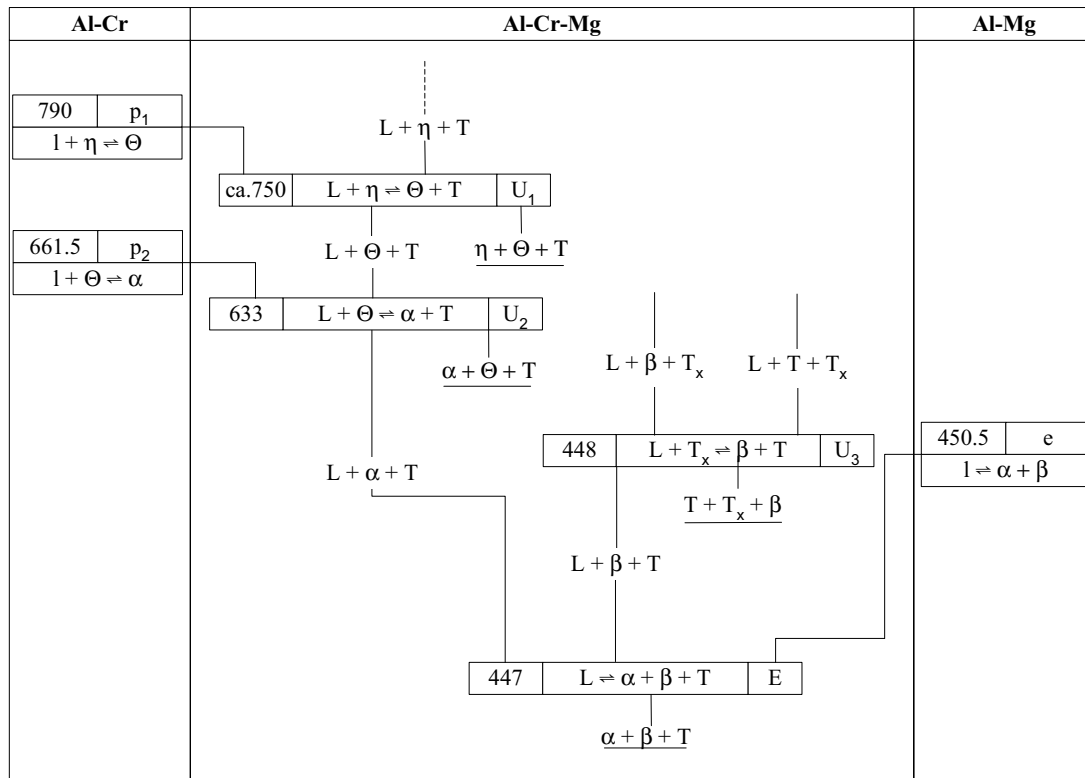 Al-Cr Al-Cr-Mg Al-Mg
790 p₁
l + η ⇌ Θ
L + η + T
ca.750 L + η ⇌ Θ + T U₁
661.5 p₂
l + Θ ⇌ α
L + Θ + T
η + Θ + T
633 L + Θ ⇌ α + T U₂
α + Θ + T
L + β + Tₓ
L + T + Tₓ
448 L + Tₓ ⇌ β + T U₃
450.5 e
l ⇌ α + β
L + α + T
T + Tₓ + β
L + β + T
447 L ⇌ α + β + T E
α + β + T